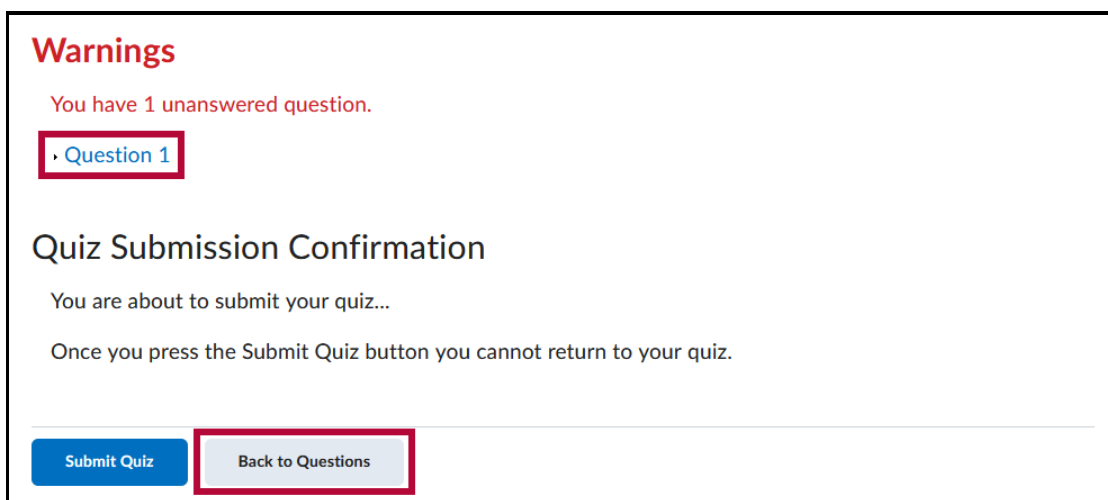 Warnings
You have 1 unanswered question.
Question 1
Quiz Submission Confirmation
You are about to submit your quiz...
Once you press the Submit Quiz button you cannot return to your quiz.
Submit Quiz Back to Questions